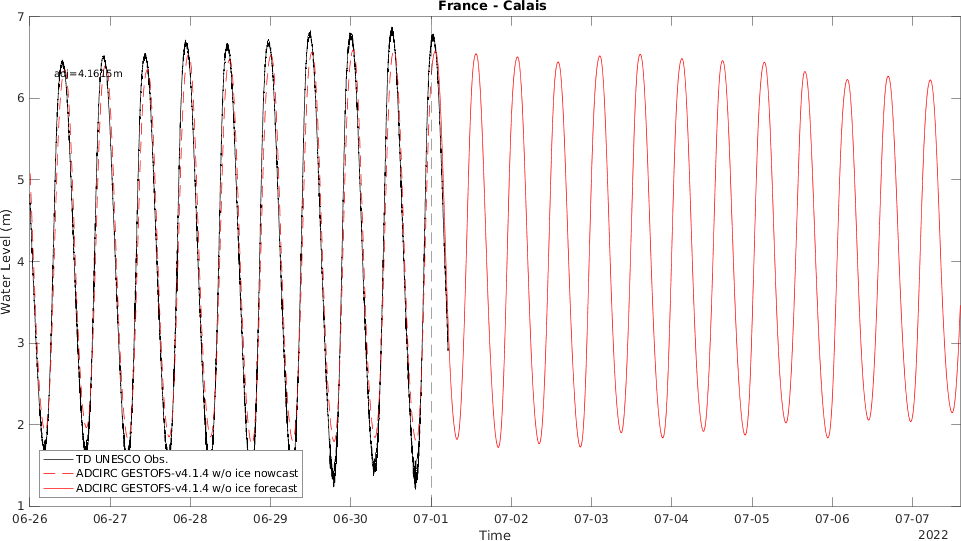 France - Calais
7
6
5
4
3
2
1
Water Level (m)
adj=4.1615m
TD UNESCO Obs.
ADCIRC GESTOFS-v4.1.4 w/o ice nowcast
ADCIRC GESTOFS-v4.1.4 w/o ice forecast
06-26 06-27 06-28 06-29 06-30 07-01 07-02 07-03 07-04 07-05 07-06 07-07
Time
2022